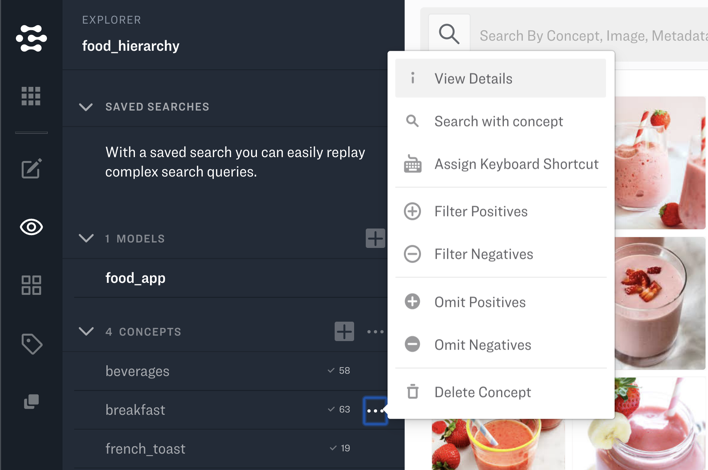 EXPLORER
food_hierarchy
SAVED SEARCHES
With a saved search you can easily replay
complex search queries.
1 MODELS
food_app
4 CONCEPTS
beverages
58
breakfast
63
french_toast
19
Search By Concept, Image, Metadata
View Details
Search with concept
Assign Keyboard Shortcut
Filter Positives
Filter Negatives
Omit Positives
Omit Negatives
Delete Concept